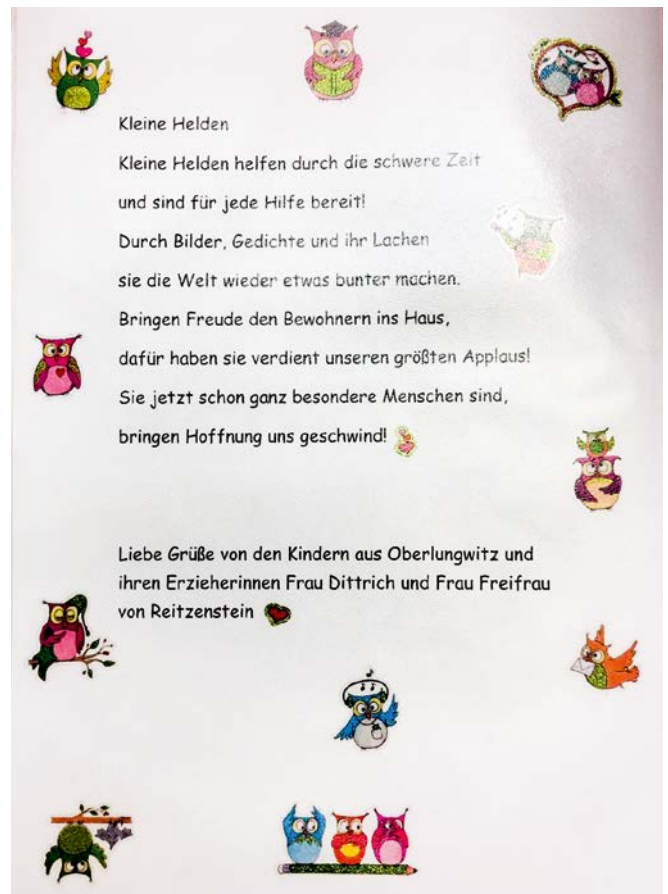 Kleine Helden
Kleine Helden helfen durch die schwere Zeit
und sind für jede Hilfe bereit!
Durch Bilder, Gedichte und ihr Lachen
sie die Welt wieder etwas bunter machen.
Bringen Freude den Bewohnern ins Haus,
dafür haben sie verdient unseren größten Applaus!
Sie jetzt schon ganz besondere Menschen sind,
bringen Hoffnung uns geschwind!
Liebe Grüße von den Kindern aus Oberlungwitz und
ihren Erzieherinnen Frau Dittrich und Frau Freifrau
von Reitzenstein